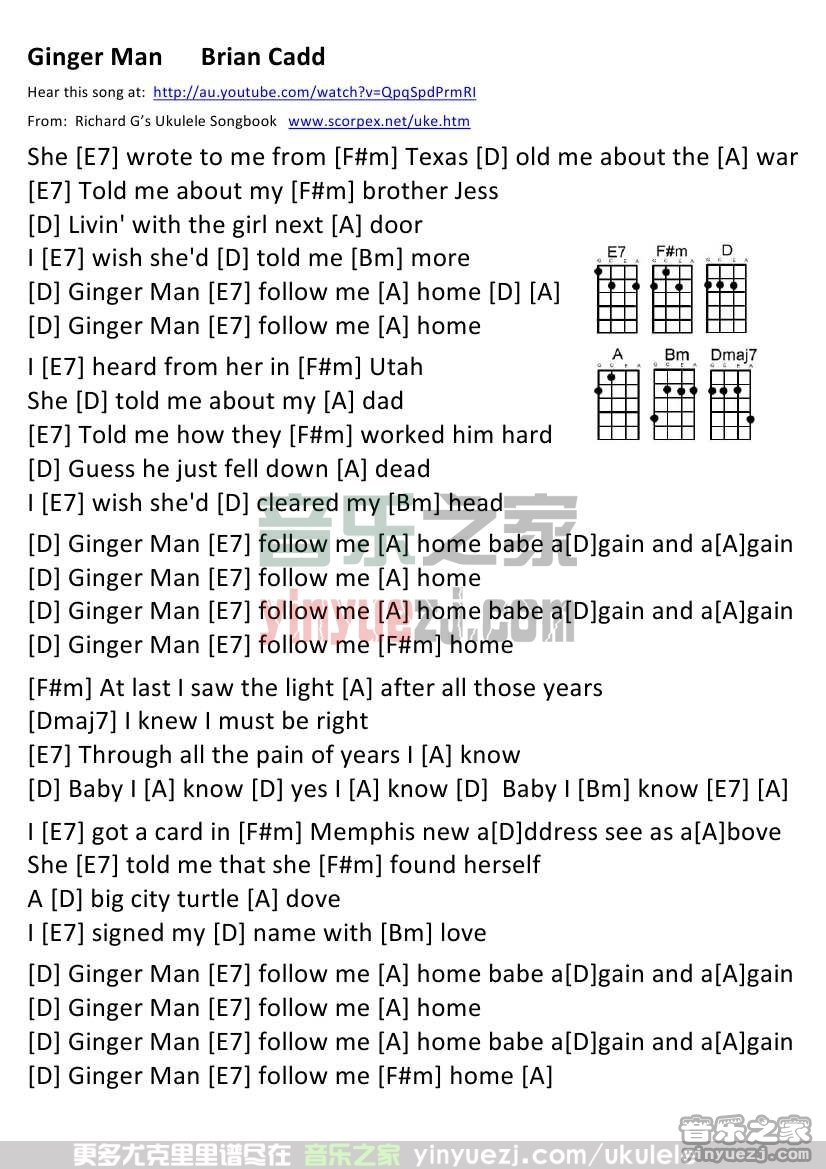 Ginger Man Brian Cadd
Hear this song at: http://au.youtube.com/watch?v=QpqSpdPrmRI
From: Richard G's Ukulele Songbook www.scorpex.net/uke.htm
She [E7] wrote to me from [F#m] Texas [D] old me about the [A] war
[E7] Told me about my [F#m] brother Jess
[D] Livin' with the girl next [A] door
I [E7] wish she'd [D] told me [Bm] more
[D] Ginger Man [E7] follow me [A] home [D] [A]
[D] Ginger Man [E7] follow me [A] home
E7 F#m D
G C E A G C E A G C E A
A Bm Dmaj7
G C E A G C E A G C E A
I [E7] heard from her in [F#m] Utah
She [D] told me about my [A] dad
[E7] Told me how they [F#m] worked him hard
[D] Guess he just fell down [A] dead
I [E7] wish she'd [D] cleared my [Bm] head
音乐之家
[D] Ginger Man [E7] follow me [A] home babe a[D]gain and a[A]gain
[D] Ginger Man [E7] follow me [A] home
[D] Ginger Man [E7] follow me [A] home babe a[D]gain and a[A]gain
yinyuezj.com
[D] Ginger Man [E7] follow me [F#m] home
[F#m] At last I saw the light [A] after all those years
[Dmaj7] I knew I must be right
[E7] Through all the pain of years I [A] know
[D] Baby I [A] know [D] yes I [A] know [D] Baby I [Bm] know [E7] [A]
I [E7] got a card in [F#m] Memphis new a[D]ddress see as a[A]bove
She [E7] told me that she [F#m] found herself
A [D] big city turtle [A] dove
I [E7] signed my [D] name with [Bm] love
[D] Ginger Man [E7] follow me [A] home babe a[D]gain and a[A]gain
[D] Ginger Man [E7] follow me [A] home
[D] Ginger Man [E7] follow me [A] home babe a[D]gain and a[A]gain
[D] Ginger Man [E7] follow me [F#m] home [A]
更多尤克里里谱尽在 音乐之家 yinyuezj.com/ukulele
音乐之家
yinyuezj.com